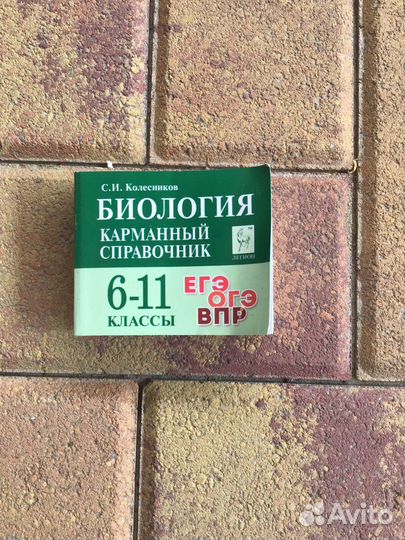 С.И. Колесников
БИОЛОГИЯ
КАРМАННЫЙ
СПРАВОЧНИК
ЛЕГИОН
6-11
КЛАССЫ
ЕГЭ
ОГЭ
ВПР
Avito